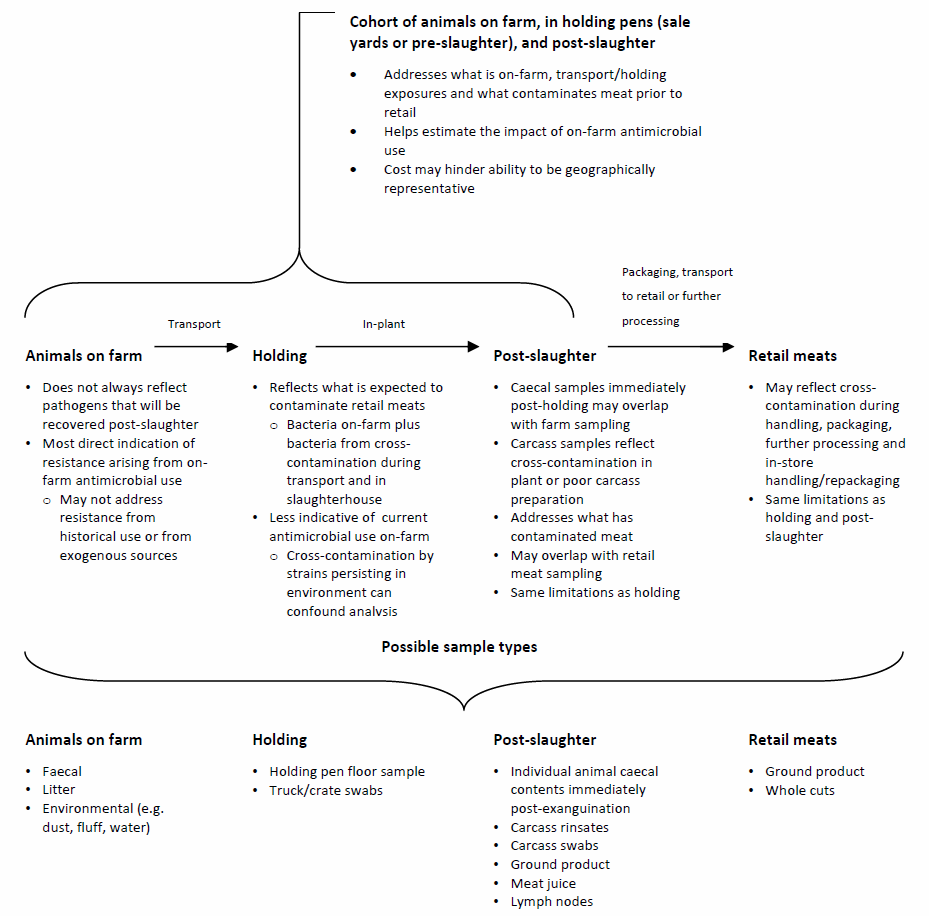 Cohort of animals on farm, in holding pens (sale
yards or pre-slaughter), and post-slaughter
• Addresses what is on-farm, transport/holding
exposures and what contaminates meat prior to
retail
• Helps estimate the impact of on-farm antimicrobial
use
• Cost may hinder ability to be geographically
representative
Packaging, transport
to retail or further
processing
Transport
In-plant
Animals on farm
• Does not always reflect
pathogens that will be
recovered post-slaughter
• Most direct indication of
resistance arising from on-
farm antimicrobial use
o May not address
resistance from
historical use or from
exogenous sources
Holding
• Reflects what is expected to
contaminate retail meats
o Bacteria on-farm plus
bacteria from cross-
contamination during
transport and in
slaughterhouse
• Less indicative of current
antimicrobial use on-farm
o Cross-contamination by
strains persisting in
environment can
confound analysis
Post-slaughter
• Caecal samples immediately
post-holding may overlap
with farm sampling
• Carcass samples reflect
cross-contamination in
plant or poor carcass
preparation
• Addresses what has
contaminated meat
• May overlap with retail
meat sampling
• Same limitations as holding
Retail meats
• May reflect cross-
contamination during
handling, packaging,
further processing and
in-store
handling/repackaging
• Same limitations as
holding and post-
slaughter
Possible sample types
Animals on farm
• Faecal
• Litter
• Environmental (e.g.
dust, fluff, water)
Holding
• Holding pen floor sample
• Truck/crate swabs
Post-slaughter
• Individual animal caecal
contents immediately
post-exanguination
• Carcass rinsates
• Carcass swabs
• Ground product
• Meat juice
• Lymph nodes
Retail meats
• Ground product
• Whole cuts